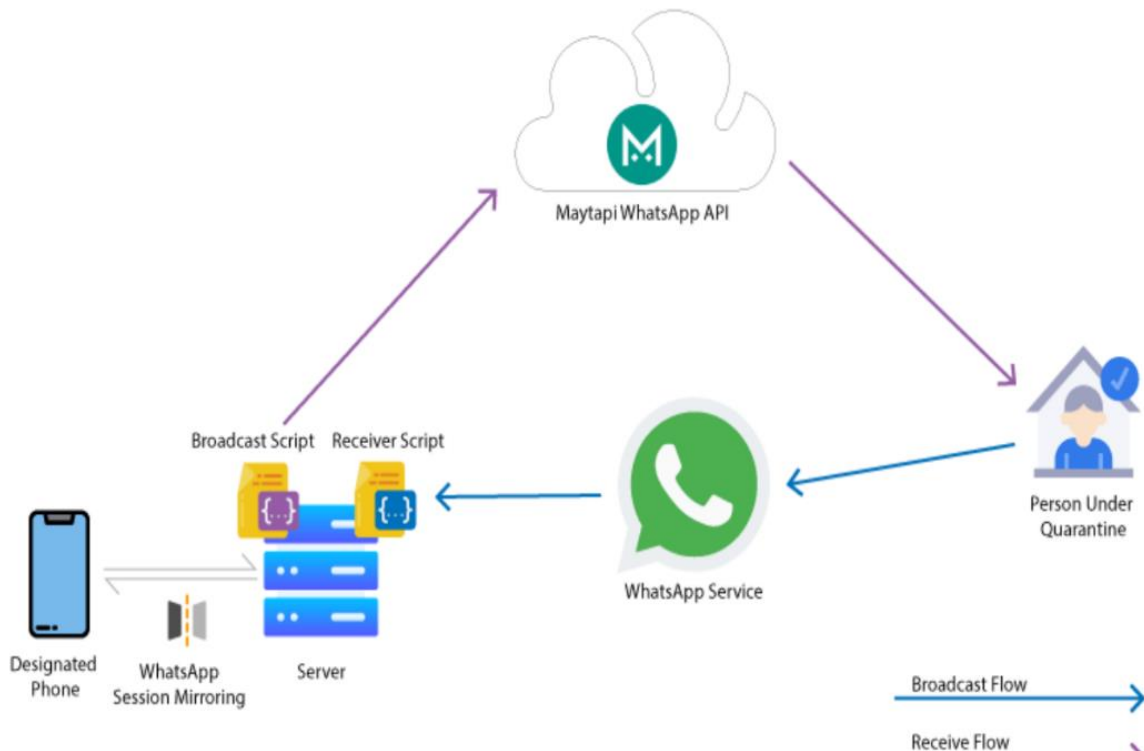 Maytapi WhatsApp API
Broadcast Script
Receiver Script
{...}
{...}
Person Under
Quarantine
WhatsApp Service
Designated
Phone
WhatsApp
Session Mirroring
Server
Broadcast Flow
Receive Flow